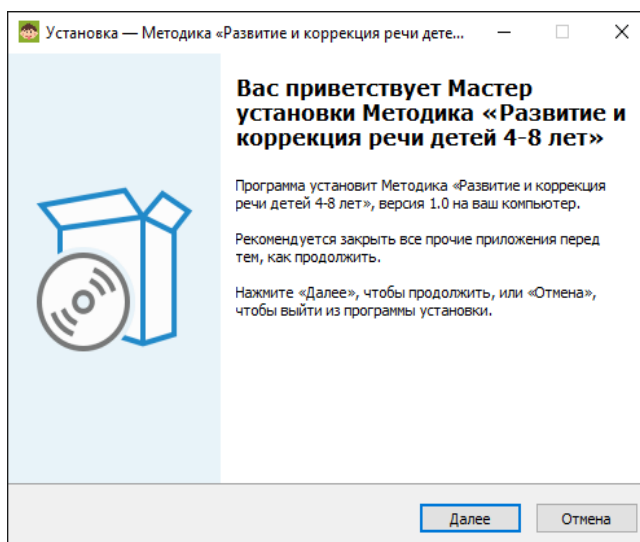 Установка — Методика «Развитие и коррекция речи дете...
Вас приветствует Мастер
установки Методика «Развитие и
коррекция речи детей 4-8 лет»
Программа установит Методика «Развитие и коррекция
речи детей 4-8 лет», версия 1.0 на ваш компьютер.
Рекомендуется закрыть все прочие приложения перед
тем, как продолжить.
Нажмите «Далее», чтобы продолжить, или «Отмена»,
чтобы выйти из программы установки.
Далее
Отмена